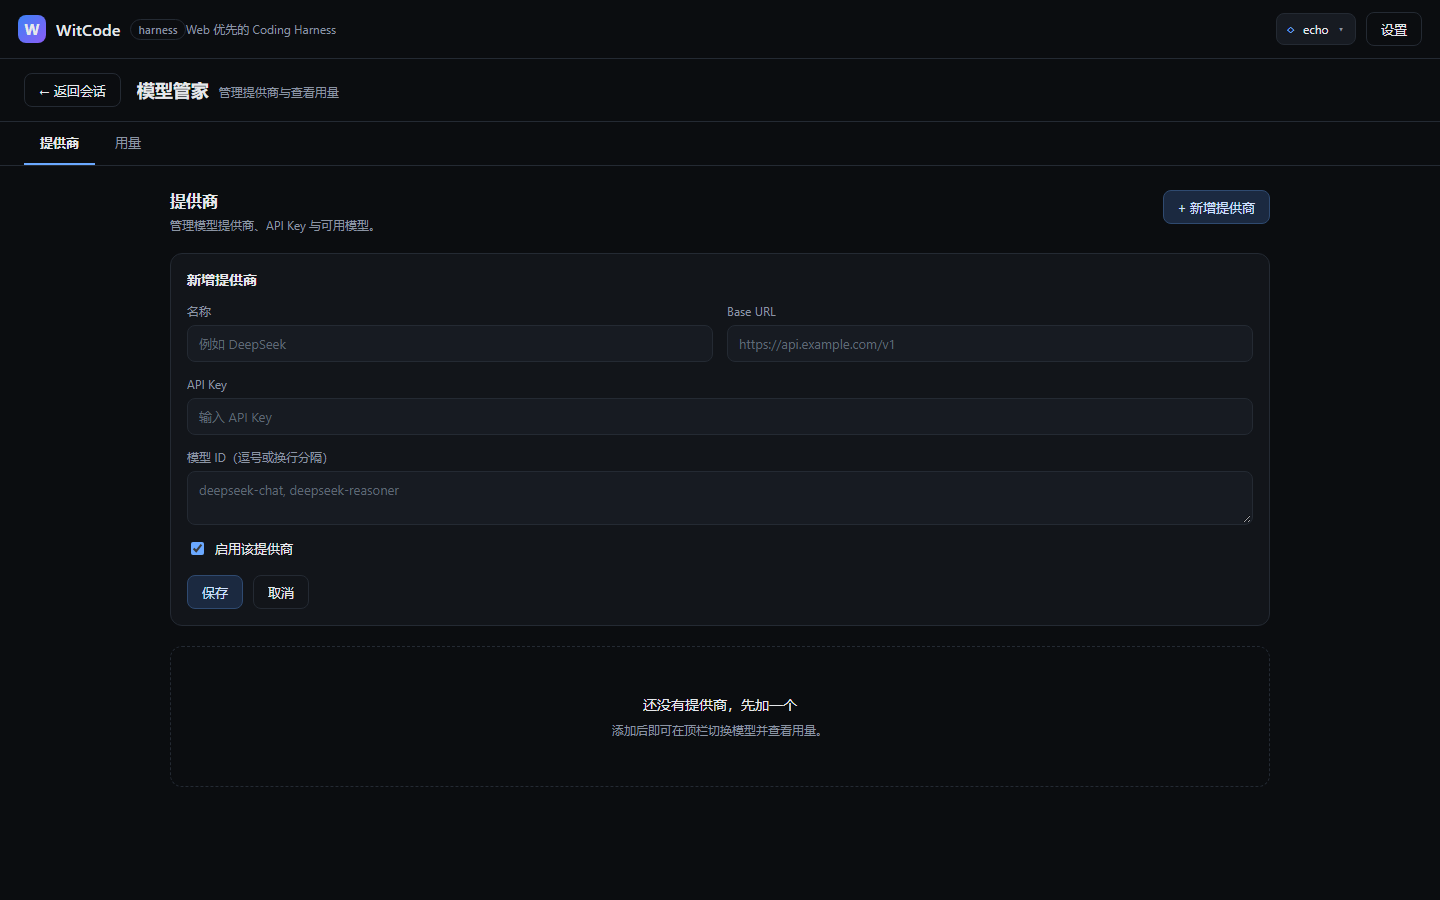 W WitCode harness Web 优先的 Coding Harness
◇ echo
设置
← 返回会话 模型管家 管理提供商与查看用量
提供商 用量
提供商
管理模型提供商、API Key 与可用模型。
+ 新增提供商
新增提供商
名称
例如 DeepSeek
Base URL
https://api.example.com/v1
API Key
输入 API Key
模型 ID（逗号或换行分隔）
deepseek-chat, deepseek-reasoner
启用该提供商
保存 取消
还没有提供商，先加一个
添加后即可在顶栏切换模型并查看用量。